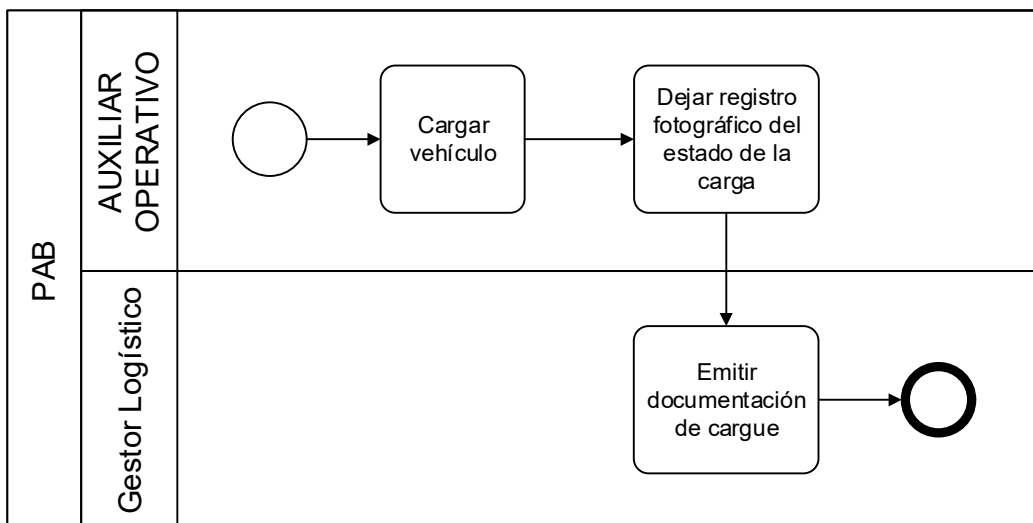 PAB
AUXILIAR
OPERATIVO
Cargar
vehículo
Dejar registro
fotográfico del
estado de la
carga
Gestor Logístico
Emitir
documentación
de cargue